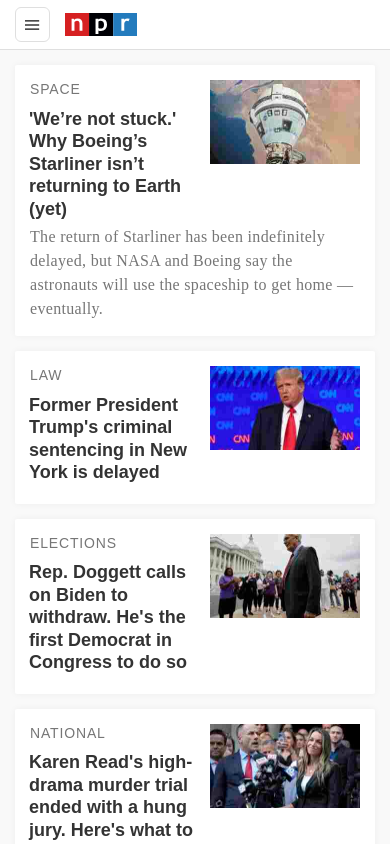 npr
SPACE
'We’re not stuck.'
Why Boeing’s
Starliner isn’t
returning to Earth
(yet)
The return of Starliner has been indefinitely
delayed, but NASA and Boeing say the
astronauts will use the spaceship to get home —
eventually.
LAW
Former President
Trump's criminal
sentencing in New
York is delayed
CNN
ELECTIONS
Rep. Doggett calls
on Biden to
withdraw. He's the
first Democrat in
Congress to do so
NATIONAL
Karen Read's high-
drama murder trial
ended with a hung
jury. Here's what to